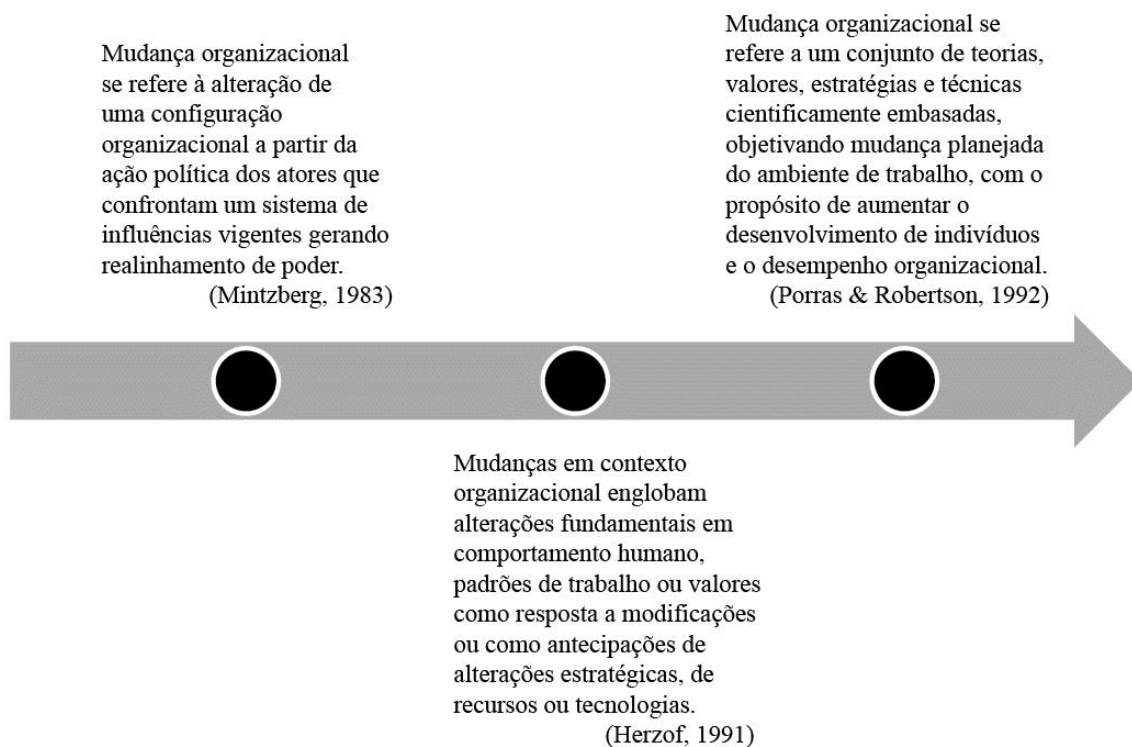 Mudança organizacional
se refere à alteração de
uma configuração
organizacional a partir da
ação política dos atores que
confrontam um sistema de
influências vigentes gerando
realinhamento de poder.
(Mintzberg, 1983)
Mudança organizacional se
refere a um conjunto de teorias,
valores, estratégias e técnicas
cientificamente embasadas,
objetivando mudança planejada
do ambiente de trabalho, com o
propósito de aumentar o
desenvolvimento de indivíduos
e o desempenho organizacional.
(Porras & Robertson, 1992)
Mudanças em contexto
organizacional englobam
alterações fundamentais em
comportamento humano,
padrões de trabalho ou valores
como resposta a modificações
ou como antecipações de
alterações estratégicas, de
recursos ou tecnologias.
(Herzof, 1991)